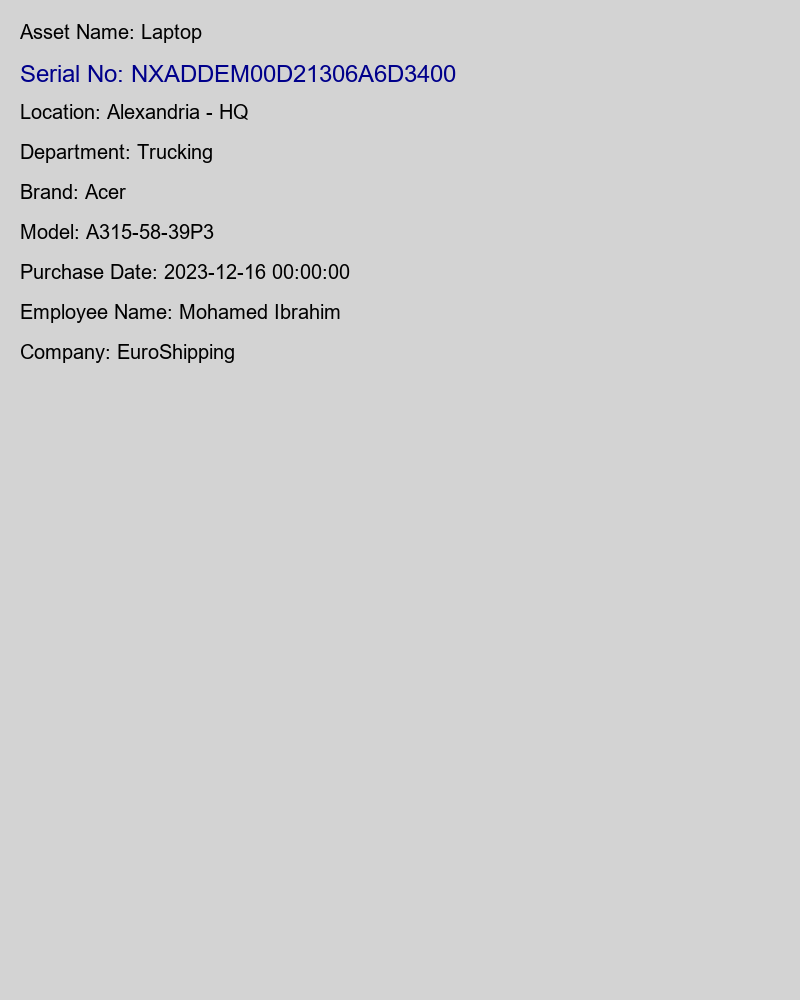 Asset Name: Laptop
Serial No: NXADDEM00D21306A6D3400
Location: Alexandria - HQ
Department: Trucking
Brand: Acer
Model: A315-58-39P3
Purchase Date: 2023-12-16 00:00:00
Employee Name: Mohamed Ibrahim
Company: EuroShipping